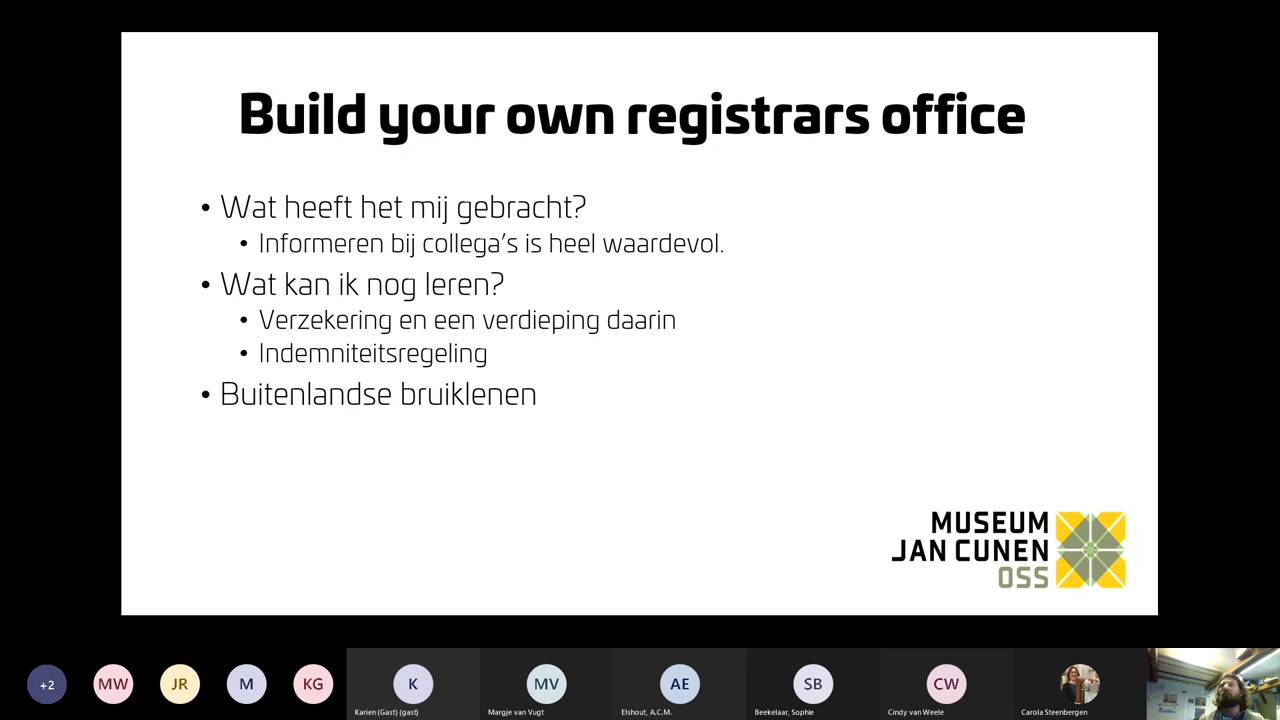 Build your own registrars office
• Wat heeft het mij gebracht?
• Informeren bij collega's is heel waardevol.
• Wat kan ik nog leren?
• Verzekering en een verdieping daarin
• Indemniteitsregeling
• Buitenlandse bruiklenen
MUSEUM
JAN CUNEN
OSS
+2
MW
JR
M
KG
K
MV
AE
SB
CW
Karien (Gast) (gast)
Margje van Vugt
Elshout, A.C.M.
Beekelaar, Sophie
Cindy van Weele
Carola Steenbergen